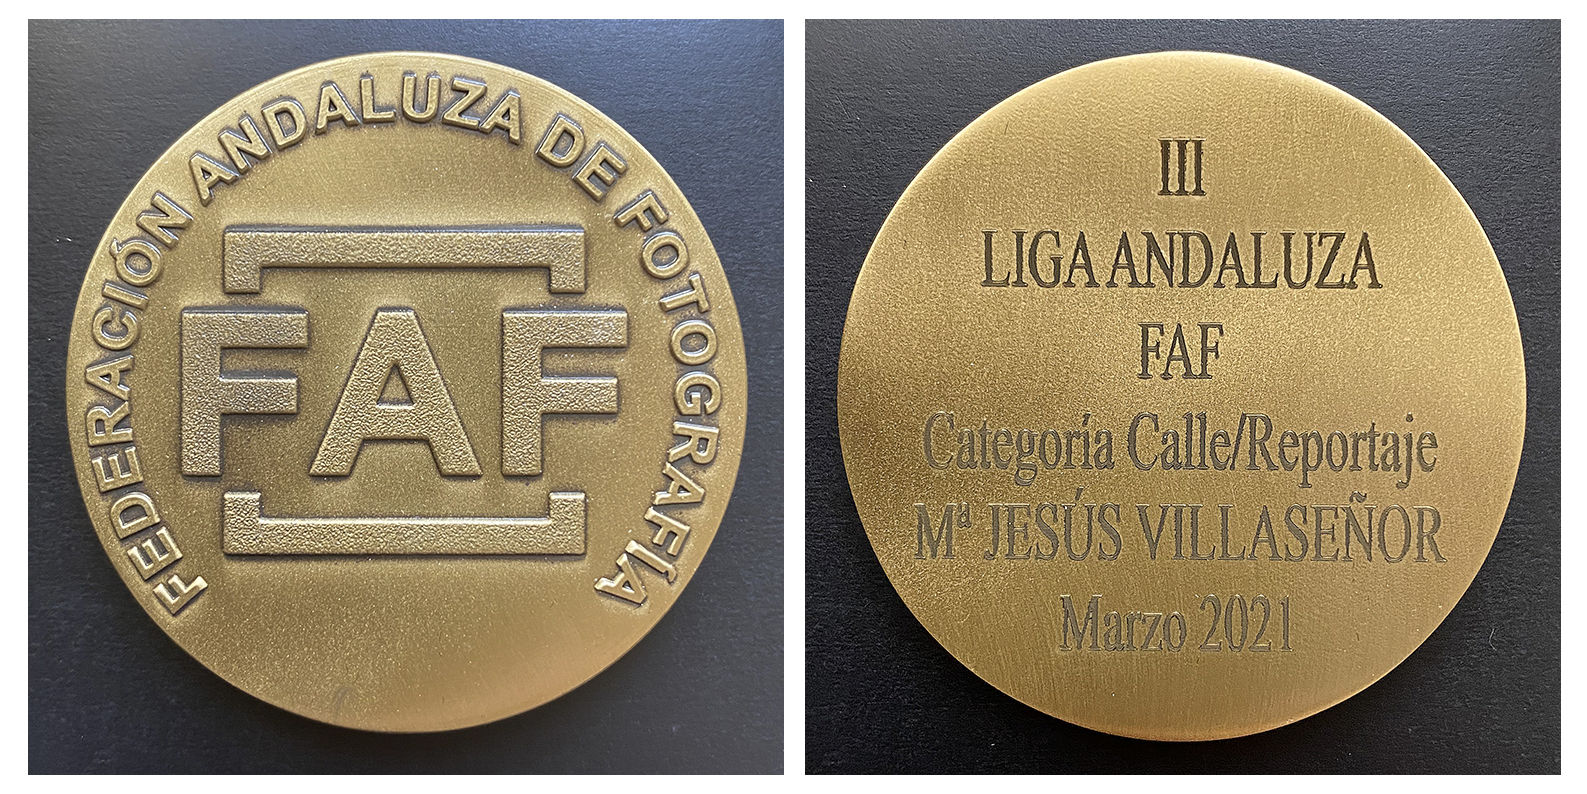 FEDERACIÓN ANDALUZA DE FOTOGRAFÍA
FAF
III
LIGA ANDALUZA
FAF
Categoría Calle/Reportaje
Mª JESÚS VILLASEÑOR
Marzo 2021